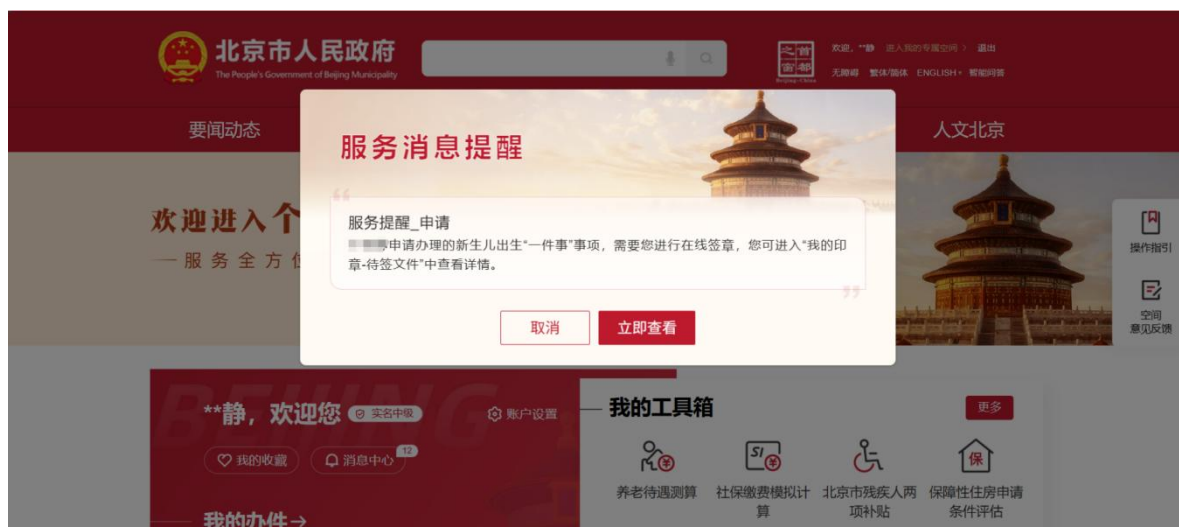 北京市人民政府
The People's Government of Beijing Municipality
首都之窗
Beijing-China
欢迎，**静 进入我的专属空间 > 退出
无障碍 繁体/简体 ENGLISH 智能问答
要闻动态
人文北京
服务消息提醒
服务提醒_申请
申请办理的新生儿出生“一件事”事项，需要您进行在线签章，您可进入“我的印
章-待签文件”中查看详情。
取消
立即查看
欢迎进入个
一服务全方位
操作指引
空间
意见反馈
BEIJING
**静，欢迎您
实名中级
账户设置
我的收藏
消息中心
12
我的办件→
我的工具箱
更多
养老待遇测算
社保缴费模拟计
算
北京市残疾人两
项补贴
保障性住房申请
条件评估